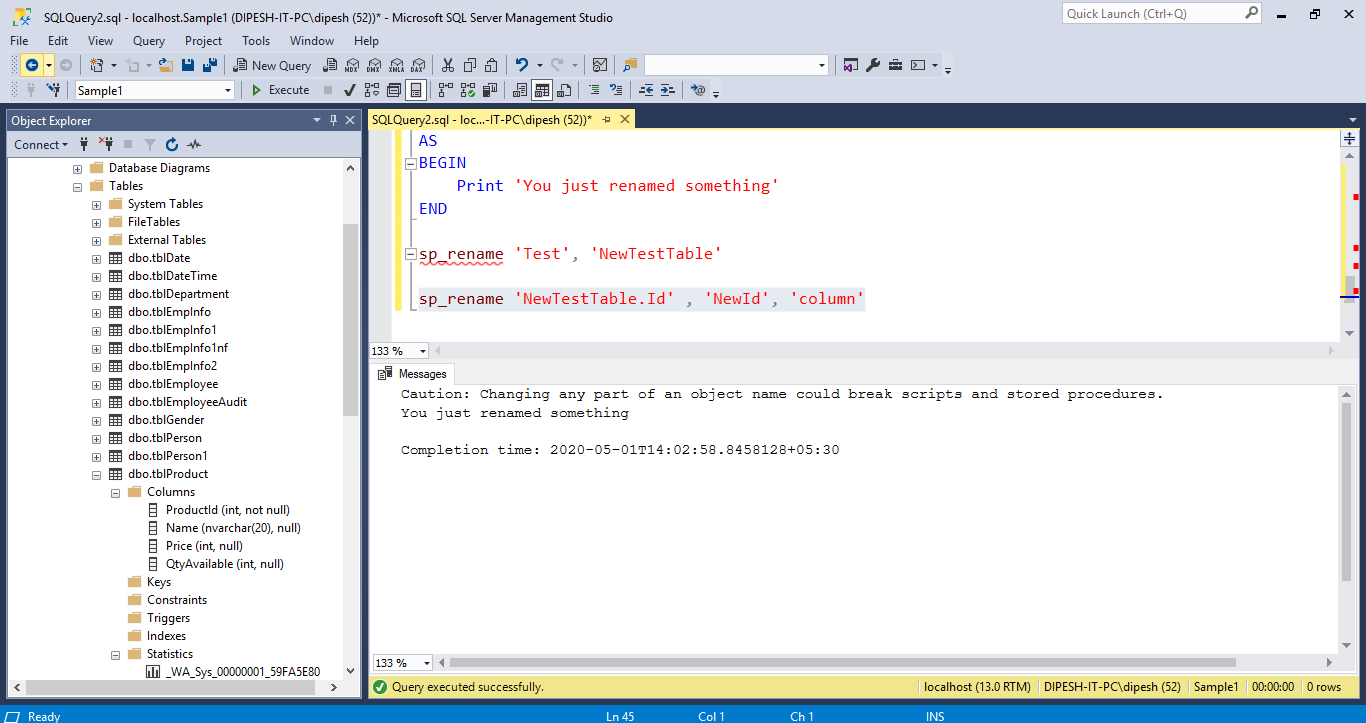 SQLQuery2.sql - localhost.Sample1 (DIPESH-IT-PC\dipesh (52))* - Microsoft SQL Server Management Studio
Quick Launch (Ctrl+Q)
File Edit View Query Project Tools Window Help
New Query MDX DMX XMLA DAX
Sample1 Execute
Object Explorer
Connect
Database Diagrams
Tables
System Tables
FileTables
External Tables
dbo.tblDate
dbo.tblDateTime
dbo.tblDepartment
dbo.tblEmpInfo
dbo.tblEmpInfo1
dbo.tblEmpInfo1nf
dbo.tblEmpInfo2
dbo.tblEmployee
dbo.tblEmployeeAudit
dbo.tblGender
dbo.tblPerson
dbo.tblPerson1
dbo.tblProduct
Columns
ProductId (int, not null)
Name (nvarchar(20), null)
Price (int, null)
QtyAvailable (int, null)
Keys
Constraints
Triggers
Indexes
Statistics
_WA_Sys_00000001_59FA5E80
SQLQuery2.sql - loc...-IT-PC\dipesh (52))*
AS
BEGIN
Print 'You just renamed something'
END
sp_rename 'Test', 'NewTestTable'
sp_rename 'NewTestTable.Id' , 'NewId', 'column'
133 %
Messages
Caution: Changing any part of an object name could break scripts and stored procedures.
You just renamed something
Completion time: 2020-05-01T14:02:58.8458128+05:30
133 %
Query executed successfully. localhost (13.0 RTM) DIPESH-IT-PC\dipesh (52) Sample1 00:00:00 0 rows
Ready Ln 45 Col 1 Ch 1 INS